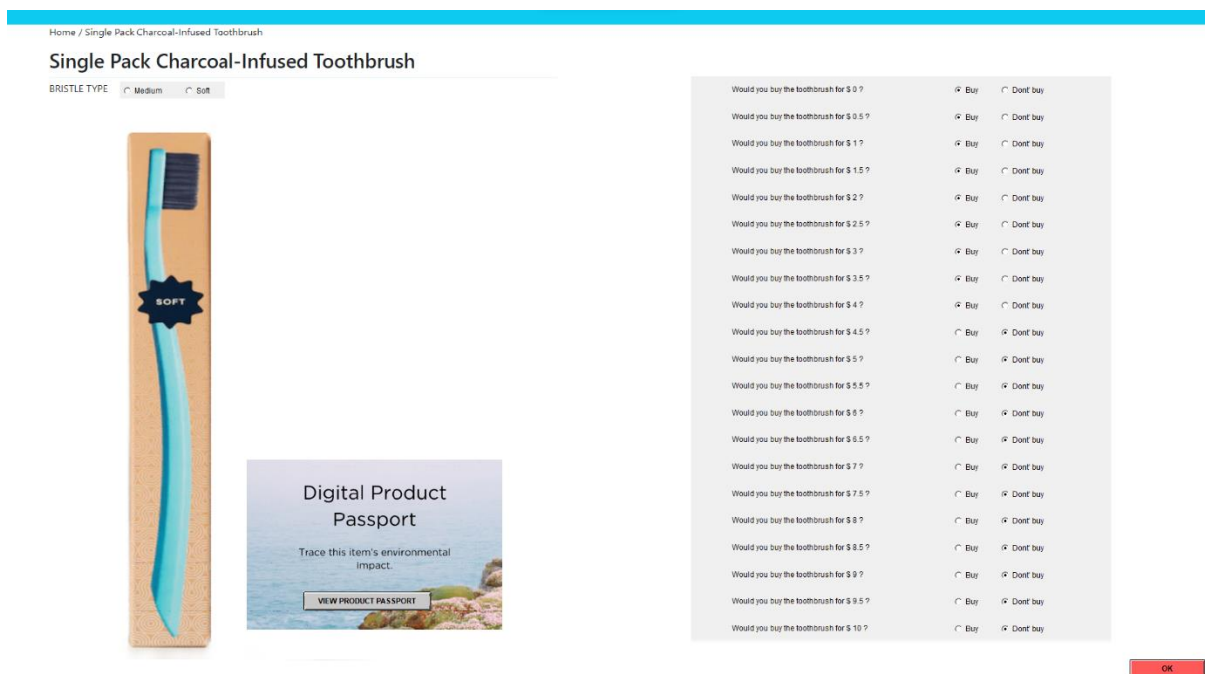 Home / Single Pack Charcoal-Infused Toothbrush
Single Pack Charcoal-Infused Toothbrush
BRISTLE TYPE Medium Soft
SOFT
Digital Product
Passport
Trace this item's environmental
impact.
VIEW PRODUCT PASSPORT
Would you buy the toothbrush for $ 0 ? Buy Dont' buy
Would you buy the toothbrush for $ 0.5 ? Buy Dont' buy
Would you buy the toothbrush for $ 1 ? Buy Dont' buy
Would you buy the toothbrush for $ 1.5 ? Buy Dont' buy
Would you buy the toothbrush for $ 2 ? Buy Dont' buy
Would you buy the toothbrush for $ 2.5 ? Buy Dont' buy
Would you buy the toothbrush for $ 3 ? Buy Dont' buy
Would you buy the toothbrush for $ 3.5 ? Buy Dont' buy
Would you buy the toothbrush for $ 4 ? Buy Dont' buy
Would you buy the toothbrush for $ 4.5 ? Buy Dont' buy
Would you buy the toothbrush for $ 5 ? Buy Dont' buy
Would you buy the toothbrush for $ 5.5 ? Buy Dont' buy
Would you buy the toothbrush for $ 6 ? Buy Dont' buy
Would you buy the toothbrush for $ 6.5 ? Buy Dont' buy
Would you buy the toothbrush for $ 7 ? Buy Dont' buy
Would you buy the toothbrush for $ 7.5 ? Buy Dont' buy
Would you buy the toothbrush for $ 8 ? Buy Dont' buy
Would you buy the toothbrush for $ 8.5 ? Buy Dont' buy
Would you buy the toothbrush for $ 9 ? Buy Dont' buy
Would you buy the toothbrush for $ 9.5 ? Buy Dont' buy
Would you buy the toothbrush for $ 10 ? Buy Dont' buy
OK